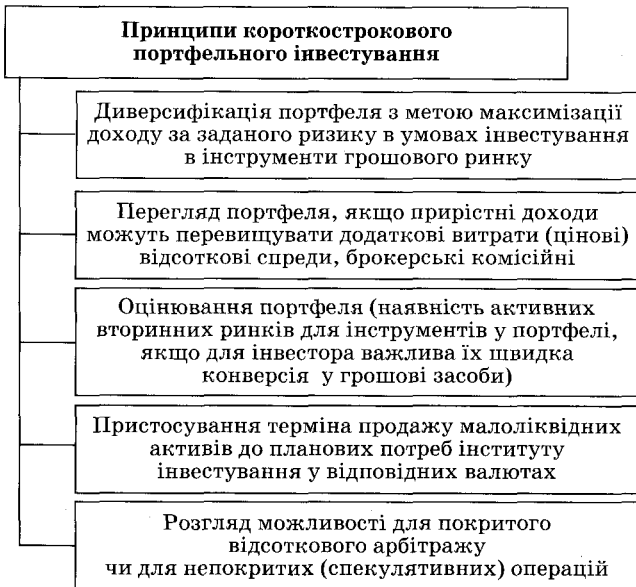 Принципи короткострокового
портфельного інвестування
Диверсифікація портфеля з метою максимізації
доходу за заданого ризику в умовах інвестування
в інструменти грошового ринку
Перегляд портфеля, якщо прирістні доходи
можуть перевищувати додаткові витрати (цінові)
відсоткові спреди, брокерські комісійні
Оцінювання портфеля (наявність активних
вторинних ринків для інструментів у портфелі,
якщо для інвестора важлива їх швидка
конверсія у грошові засоби)
Пристосування терміна продажу малоліквідних
активів до планових потреб інституту
інвестування у відповідних валютах
Розгляд можливості для покритого
відсоткового арбітражу
чи для непокритих (спекулятивних) операцій